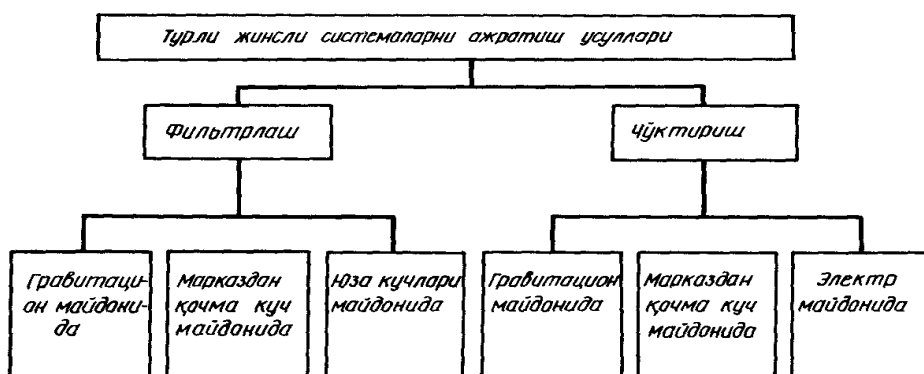 Турли жинсли системаларни ажратиш усуллари
Фильтрлаш
Чўктириш
Гравитаци-
он майдони-
да
Марказдан
қочма куч
майдонида
Юза кучлари
майдонида
Гравитацион
майдонида
Марказдан
қочма куч
майдонида
Электр
майдонида